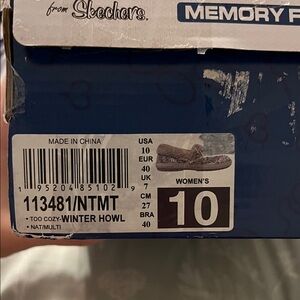 from Skechers.
MEMORY F
MADE IN CHINA
1 95204 85102 9
113481/NTMT
• TOO COZY-WINTER HOWL
• NAT/MULTI
USA
10
EUR
40
UK
7
CM
27
BRA
40
WOMEN'S
10